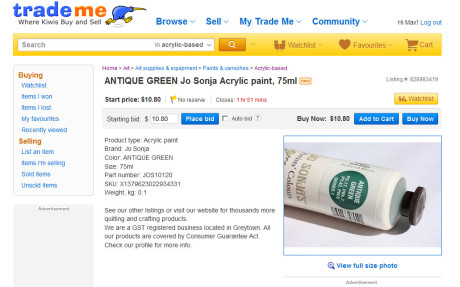 trademe
Where Kiwis Buy and Sell
Browse Sell My Trade Me Community
Hi Max! Log out
Search in acrylic-based Watchlist Favourites Cart
Home > Art > Art supplies & equipment > Paints & varnishes > Acrylic-based
Buying
Watchlist
Items I won
Items I lost
My favourites
Recently viewed
Selling
List an item
Items I'm selling
Sold items
Unsold items
Advertisement
ANTIQUE GREEN Jo Sonja Acrylic paint, 75ml
Listing #: 828983419
Start price: $10.80 No reserve Closes: 1 hr 51 mins
Watchlist
Starting bid: $ 10.80 Place bid Auto-bid ? Buy Now: $10.80 Add to Cart Buy Now
Product type: Acrylic paint
Brand: Jo Sonja
Color: ANTIQUE GREEN
Size: 75ml
Part number: JOS10120
SKU: X1379623022934331
Weight, kg: 0.1
See our other listings or visit our website for thousands more
quilting and crafting products.
We are a GST registered business located in Greytown. All
our products are covered by Consumer Guarantee Act.
Check our profile for more info.
JO SONJA'S
Colour
ANTIQUE
GREEN
View full size photo
Advertisement